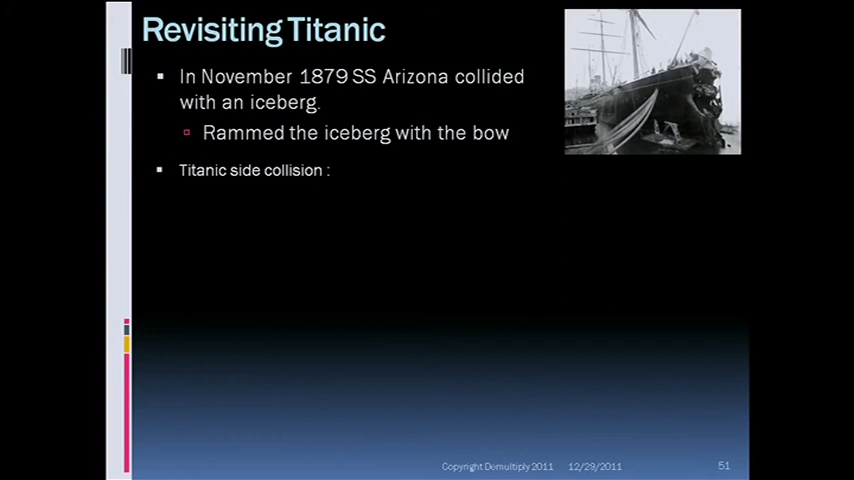 Revisiting Titanic
In November 1879 SS Arizona collided
with an iceberg.
Rammed the iceberg with the bow
Titanic side collision :
Copyright Domultiply 2011 12/29/2011 51